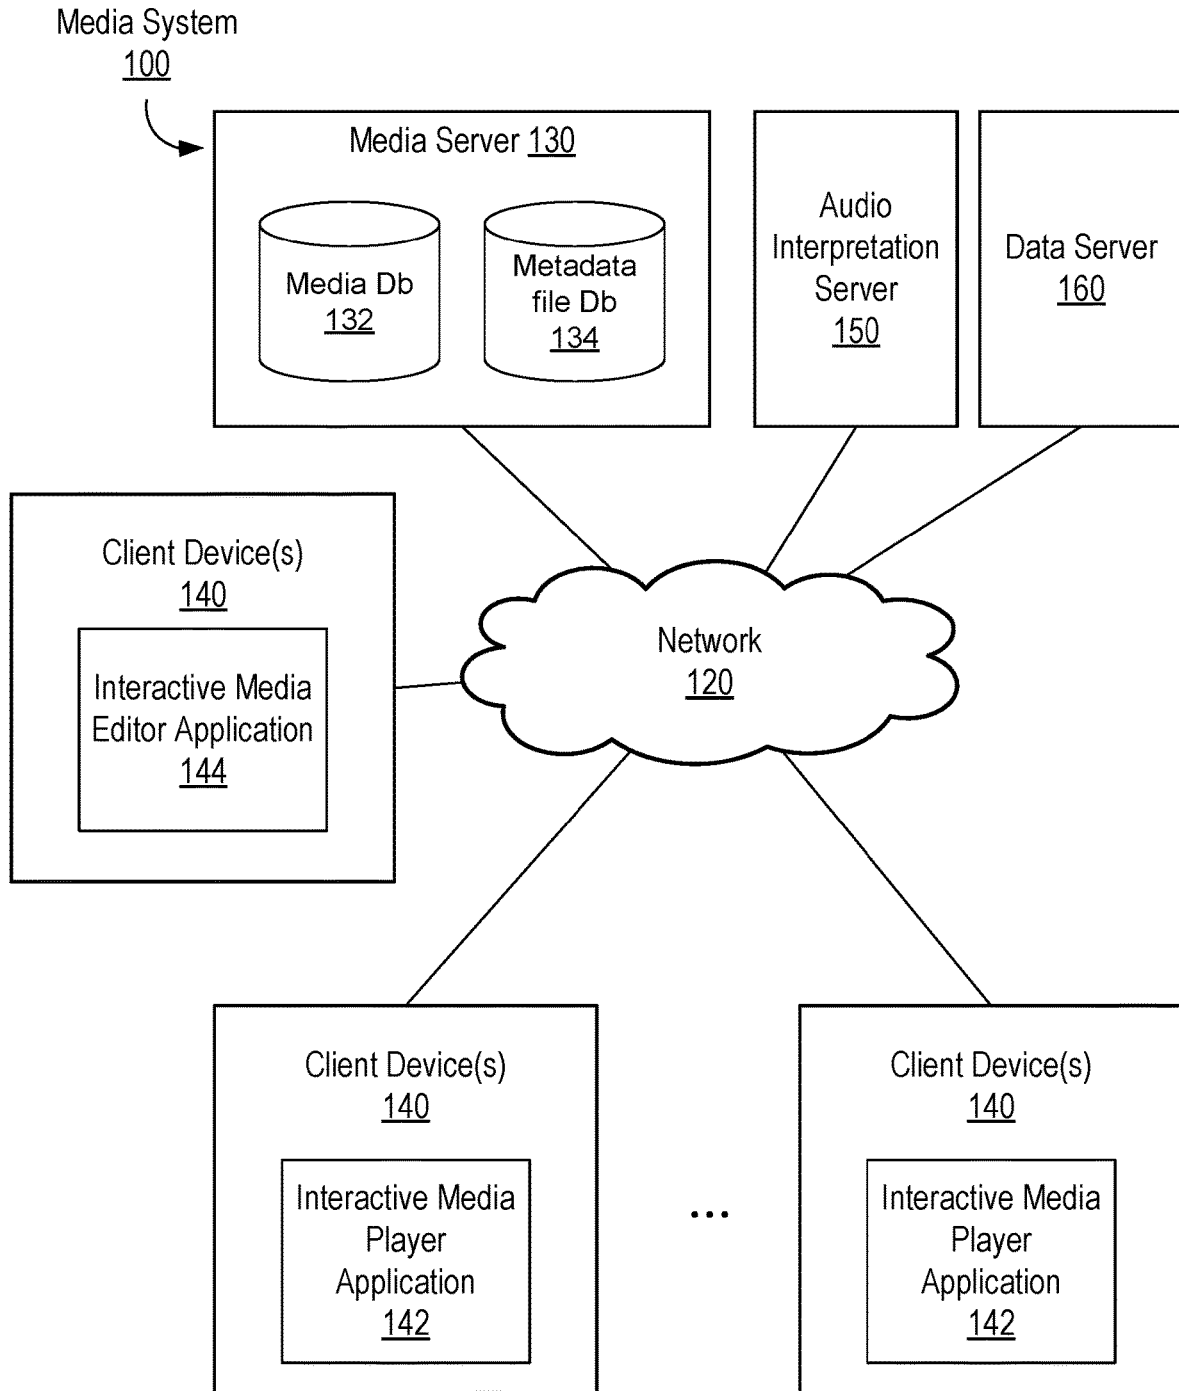 Media System
100
Media Server 130
Media Db
132
Metadata
file Db
134
Audio
Interpretation
Server
150
Data Server
160
Client Device(s)
140
Interactive Media
Editor Application
144
Network
120
Client Device(s)
140
Interactive Media
Player
Application
142
...
Client Device(s)
140
Interactive Media
Player
Application
142